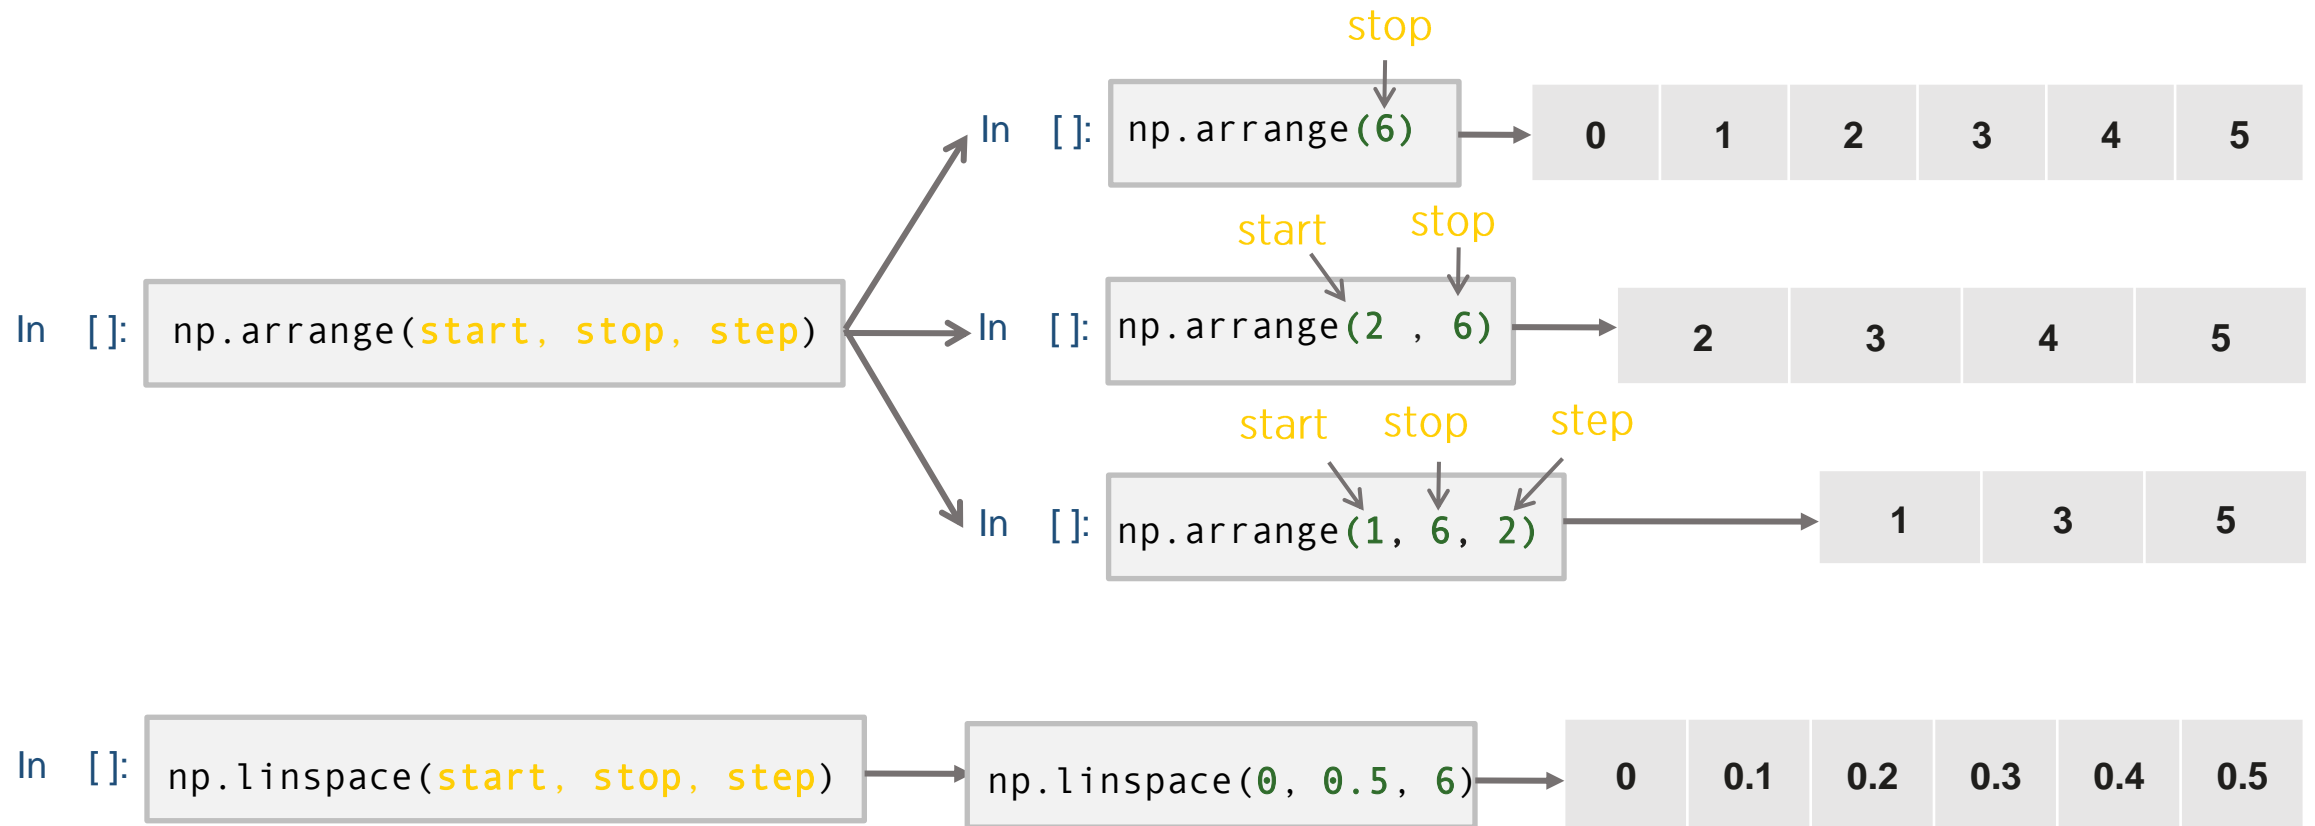 stop
In []: np.arrange(6) 0 1 2 3 4 5
start stop
In []: np.arrange(start, stop, step) In []: np.arrange(2 , 6) 2 3 4 5
start stop step
In []: np.arrange(1, 6, 2) 1 3 5
In []: np.linspace(start, stop, step) np.linspace(0, 0.5, 6) 0 0.1 0.2 0.3 0.4 0.5